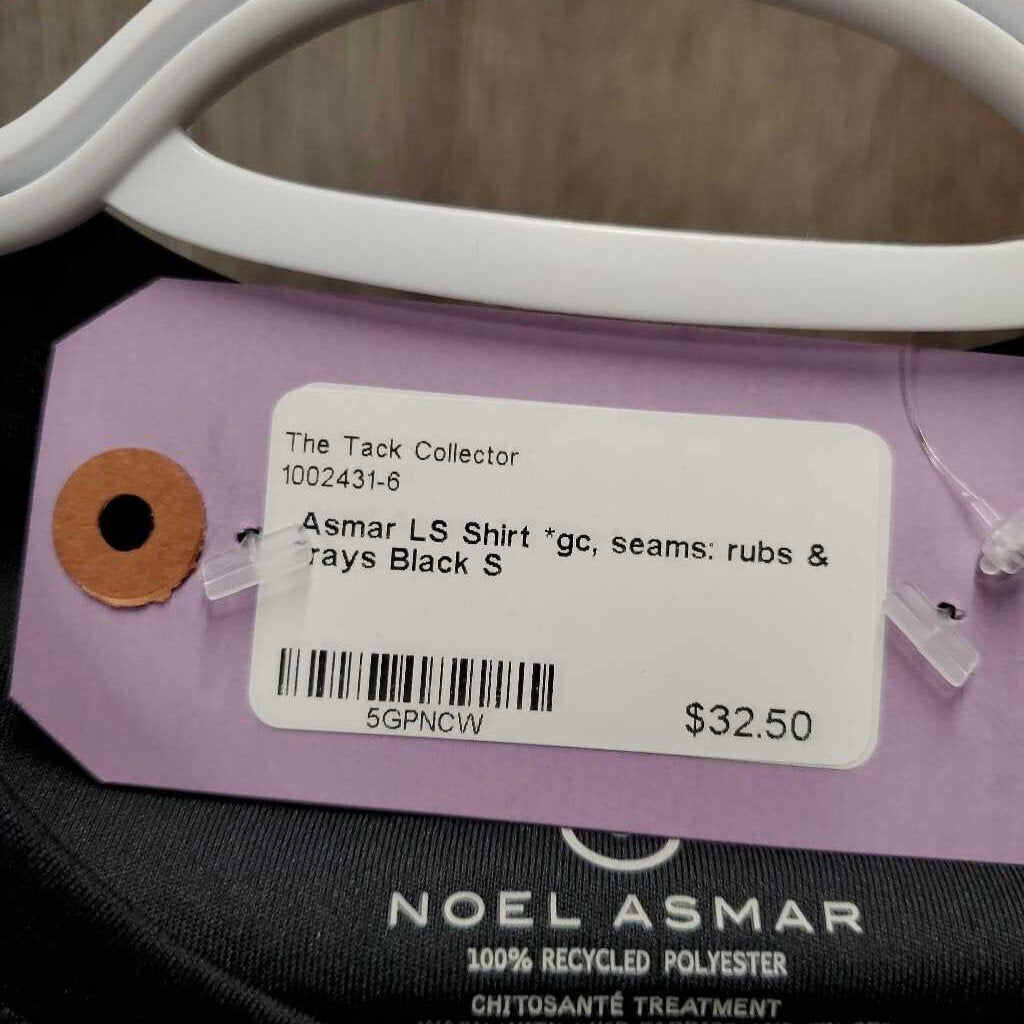 The Tack Collector
1002431-6
Asmar LS Shirt *gc, seams: rubs &
rays Black S
5GPNCW
$32.50
NOEL ASMAR
100% RECYCLED POLYESTER
CHITOSANTÉ TREATMENT